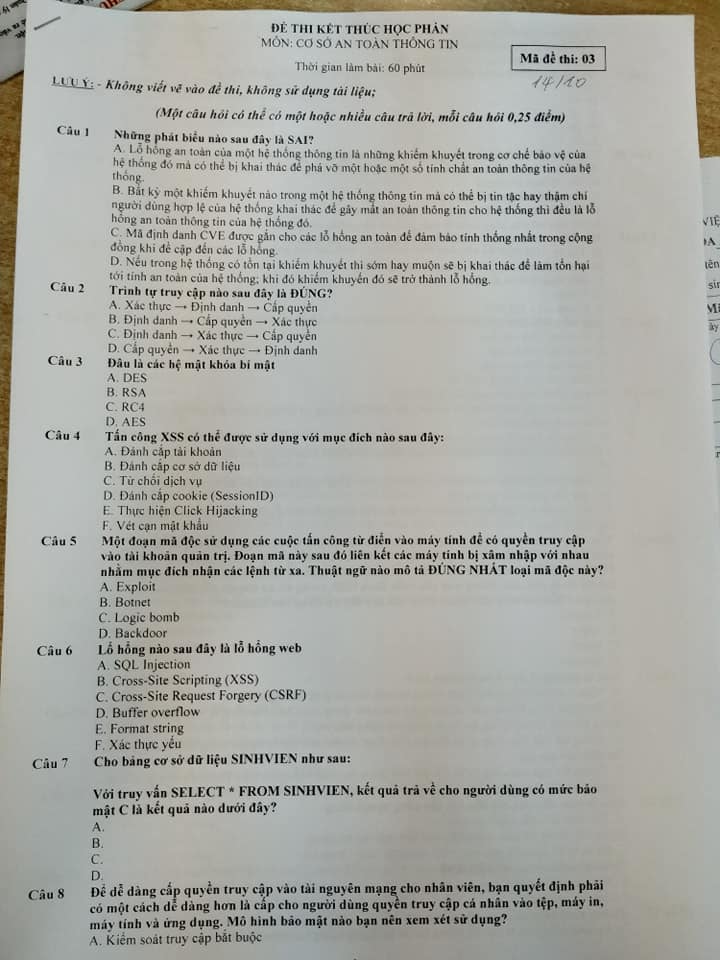 ĐỀ THI KẾT THÚC HỌC PHẦN
MÔN: CƠ SỞ AN TOÀN THÔNG TIN
Thời gian làm bài: 60 phút
Mã đề thi: 03
14/10
LƯU Ý: - Không viết vẽ vào đề thi, không sử dụng tài liệu;
(Một câu hỏi có thể có một hoặc nhiều câu trả lời, mỗi câu hỏi 0,25 điểm)
Câu 1 Những phát biểu nào sau đây là SAI?
A. Lỗ hổng an toàn của một hệ thống thông tin là những khiếm khuyết trong cơ chế bảo vệ của
hệ thống đó mà có thể bị khai thác để phá vỡ một hoặc một số tính chất an toàn thông tin của hệ
thống.
B. Bất kỳ một khiếm khuyết nào trong một hệ thống thông tin mà có thể bị tin tặc hay thậm chí
người dùng hợp lệ của hệ thống khai thác để gây mất an toàn thông tin cho hệ thống thì đều là lỗ
hổng an toàn thông tin của hệ thống đó.
C. Mã định danh CVE được gắn cho các lỗ hổng an toàn để đảm bảo tính thống nhất trong cộng
đồng khi đề cập đến các lỗ hổng.
D. Nếu trong hệ thống có tồn tại khiếm khuyết thì sớm hay muộn sẽ bị khai thác để làm tổn hại
tới tính an toàn của hệ thống; khi đó khiếm khuyến đó sẽ trở thành lỗ hổng.
Câu 2 Trình tự truy cập nào sau đây là ĐÚNG?
A. Xác thực → Định danh → Cấp quyền
B. Định danh → Cấp quyền → Xác thực
C. Định danh → Xác thực → Cấp quyền
D. Cấp quyền → Xác thực → Định danh
Câu 3 Đâu là các hệ mật khóa bí mật
A. DES
B. RSA
C. RC4
D. AES
Câu 4 Tấn công XSS có thể được sử dụng với mục đích nào sau đây:
A. Đánh cắp tài khoản
B. Đánh cắp cơ sở dữ liệu
C. Từ chối dịch vụ
D. Đánh cắp cookie (SessionID)
E. Thực hiện Click Hijacking
F. Vét cạn mật khẩu
Câu 5 Một đoạn mã độc sử dụng các cuộc tấn công từ điển vào máy tính để có quyền truy cập
vào tài khoản quản trị. Đoạn mã này sau đó liên kết các máy tính bị xâm nhập với nhau
nhằm mục đích nhận các lệnh từ xa. Thuật ngữ nào mô tả ĐÚNG NHẤT loại mã độc này?
A. Exploit
B. Botnet
C. Logic bomb
D. Backdoor
Câu 6 Lỗ hổng nào sau đây là lỗ hổng web
A. SQL Injection
B. Cross-Site Scripting (XSS)
C. Cross-Site Request Forgery (CSRF)
D. Buffer overflow
E. Format string
F. Xác thực yếu
Câu 7 Cho bảng cơ sở dữ liệu SINHVIEN như sau:
Với truy vấn SELECT * FROM SINHVIEN, kết quả trả về cho người dùng có mức bảo
mật C là kết quả nào dưới đây?
A.
B.
C.
D.
Câu 8 Để dễ dàng cấp quyền truy cập vào tài nguyên mạng cho nhân viên, bạn quyết định phải
có một cách dễ dàng hơn là cấp cho người dùng quyền truy cập cá nhân vào tệp, máy in,
máy tính và ứng dụng. Mô hình bảo mật nào bạn nên xem xét sử dụng?
A. Kiểm soát truy cập bắt buộc